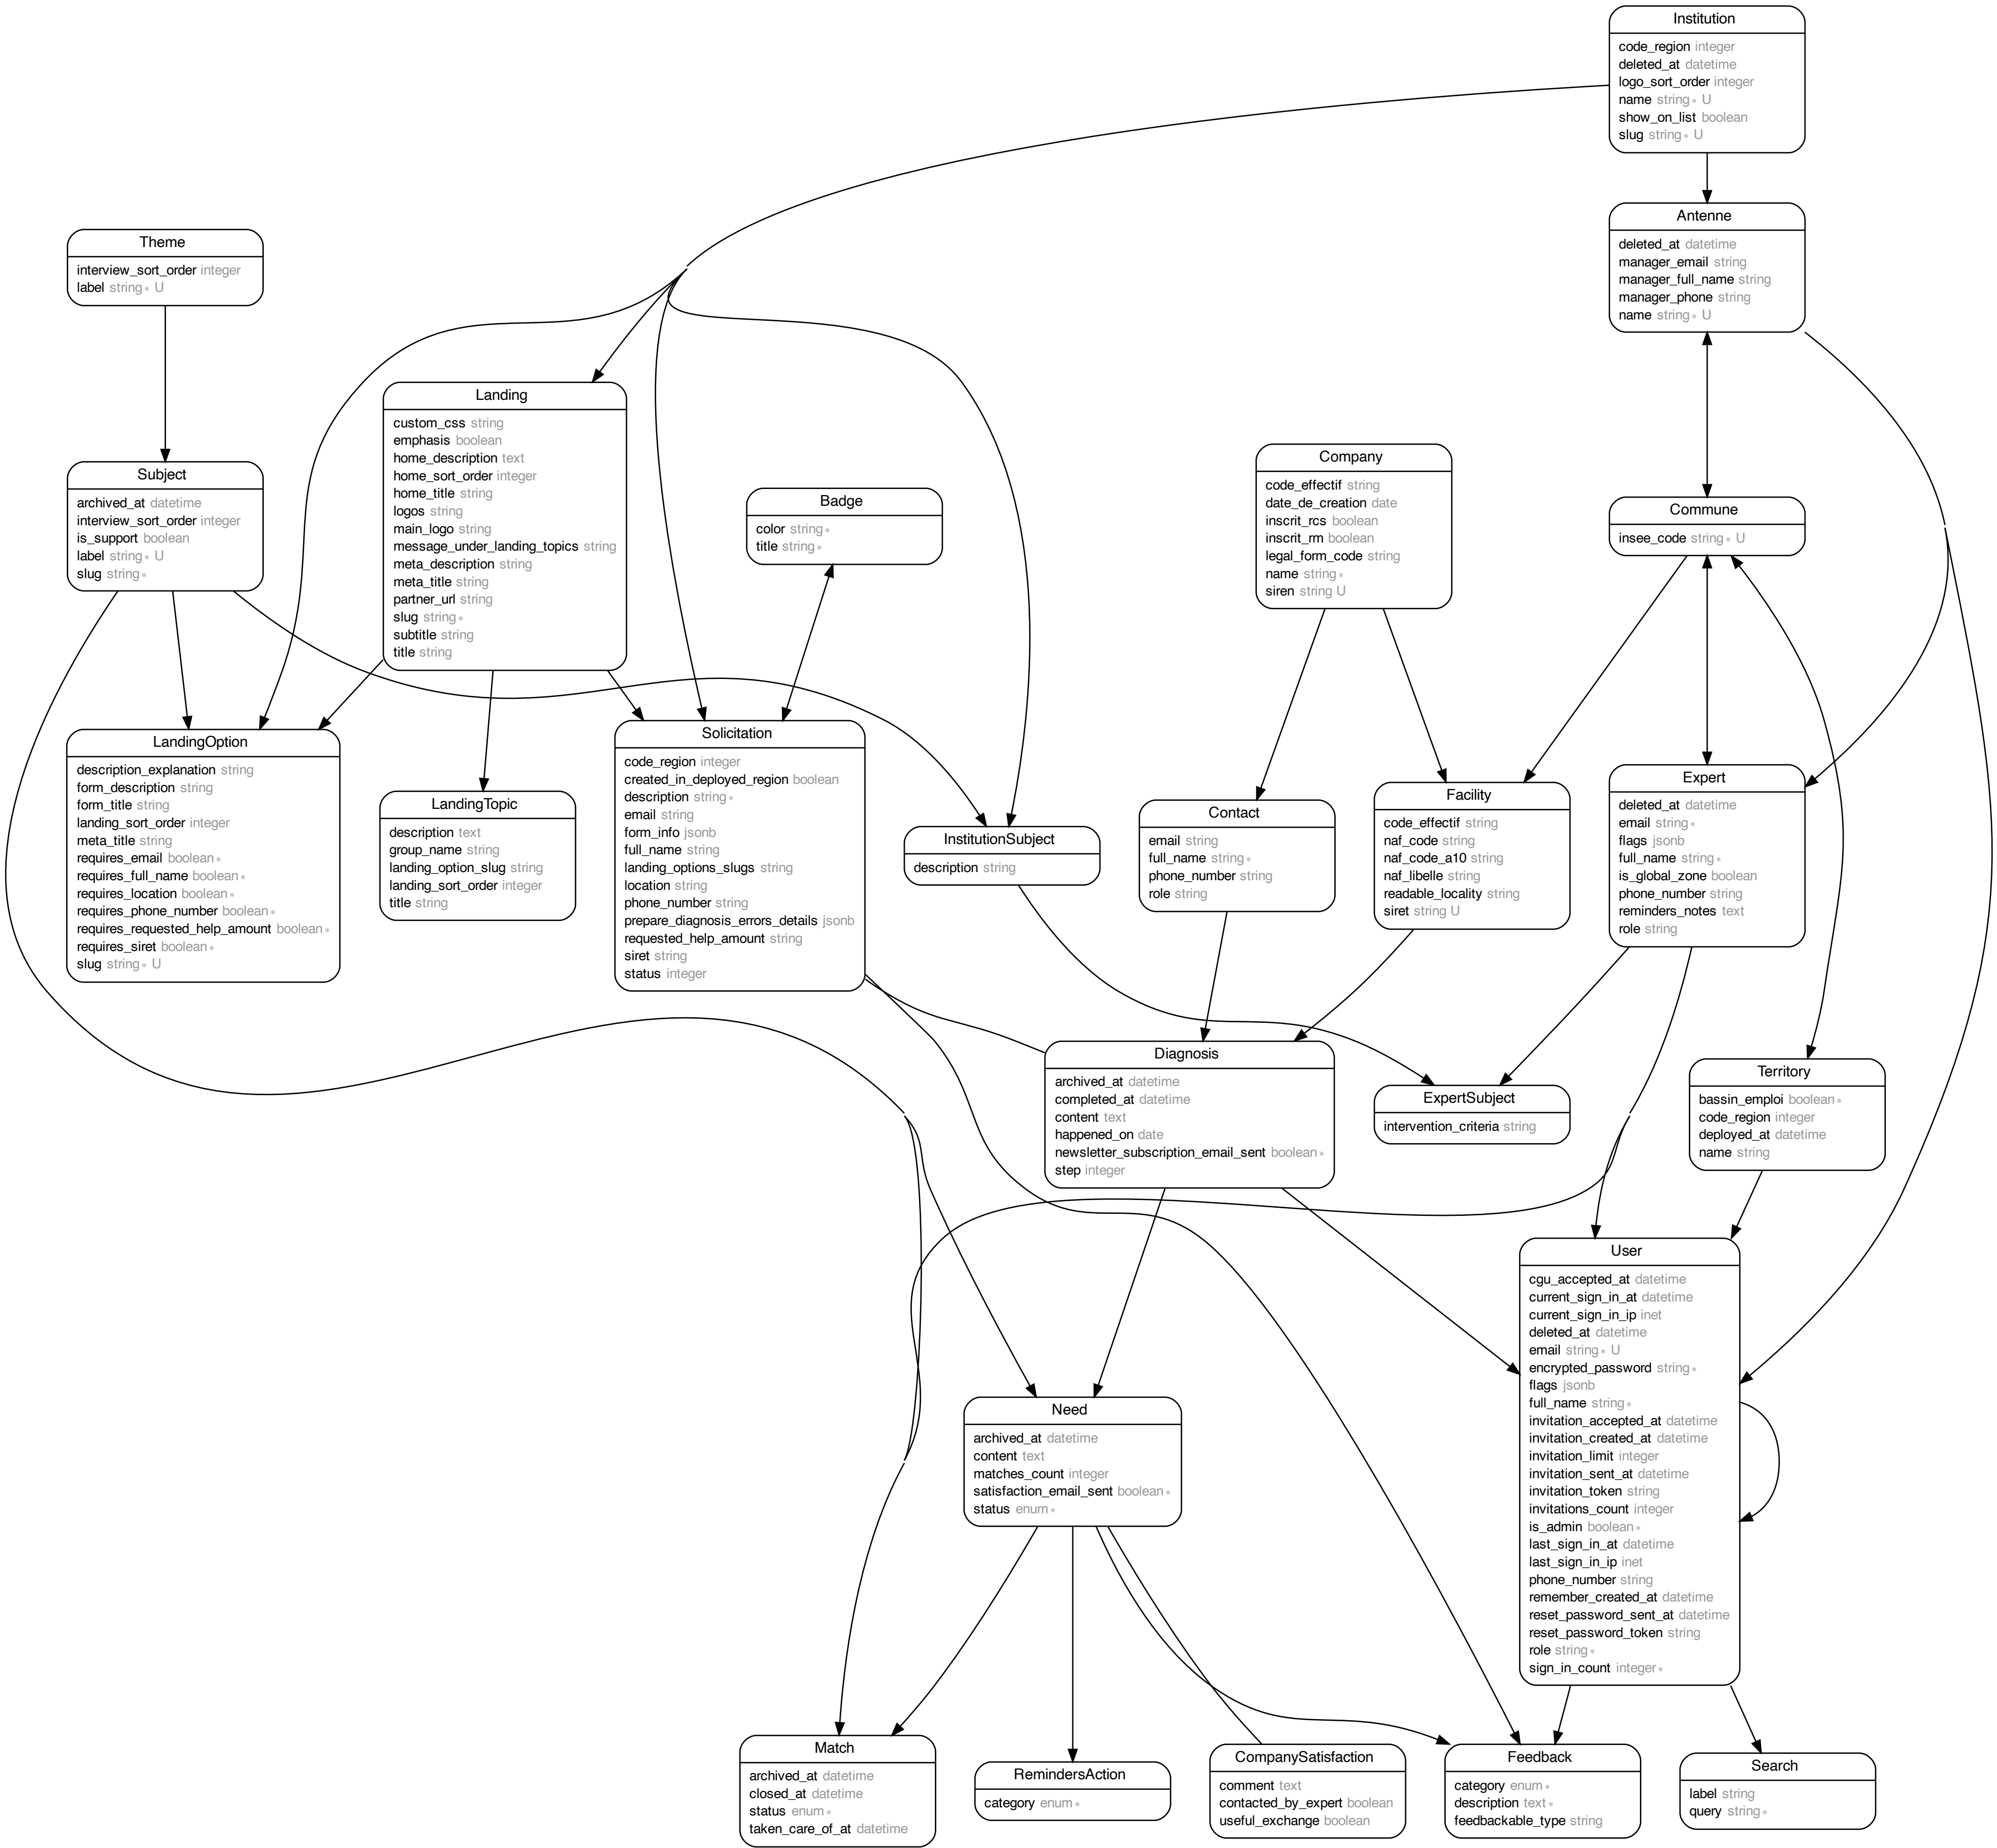 Institution
code_region integer
deleted_at datetime
logo_sort_order integer
name string* U
show_on_list boolean
slug string* U
Antenne
deleted_at datetime
manager_email string
manager_full_name string
manager_phone string
name string* U
Theme
interview_sort_order integer
label string* U
Landing
custom_css string
emphasis boolean
home_description text
home_sort_order integer
home_title string
logos string
main_logo string
message_under_landing_topics string
meta_description string
meta_title string
partner_url string
slug string*
subtitle string
title string
Subject
archived_at datetime
interview_sort_order integer
is_support boolean
label string* U
slug string*
Badge
color string*
title string*
Company
code_effectif string
date_de_creation date
inscrit_rcs boolean
inscrit_rm boolean
legal_form_code string
name string*
siren string U
Commune
insee_code string* U
LandingOption
description_explanation string
form_description string
form_title string
landing_sort_order integer
meta_title string
requires_email boolean*
requires_full_name boolean*
requires_location boolean*
requires_phone_number boolean*
requires_requested_help_amount boolean*
requires_siret boolean*
slug string* U
LandingTopic
description text
group_name string
landing_option_slug string
landing_sort_order integer
title string
Solicitation
code_region integer
created_in_deployed_region boolean
description string*
email string
form_info jsonb
full_name string
landing_options_slugs string
location string
phone_number string
prepare_diagnosis_errors_details jsonb
requested_help_amount string
siret string
status integer
InstitutionSubject
description string
Contact
email string
full_name string*
phone_number string
role string
Facility
code_effectif string
naf_code string
naf_code_a10 string
naf_libelle string
readable_locality string
siret string U
Expert
deleted_at datetime
email string*
flags jsonb
full_name string*
is_global_zone boolean
phone_number string
reminders_notes text
role string
Diagnosis
archived_at datetime
completed_at datetime
content text
happened_on date
newsletter_subscription_email_sent boolean*
step integer
ExpertSubject
intervention_criteria string
Territory
bassin_emploi boolean*
code_region integer
deployed_at datetime
name string
User
cgu_accepted_at datetime
current_sign_in_at datetime
current_sign_in_ip inet
deleted_at datetime
email string* U
encrypted_password string*
flags jsonb
full_name string*
invitation_accepted_at datetime
invitation_created_at datetime
invitation_limit integer
invitation_sent_at datetime
invitation_token string
invitations_count integer
is_admin boolean*
last_sign_in_at datetime
last_sign_in_ip inet
phone_number string
remember_created_at datetime
reset_password_sent_at datetime
reset_password_token string
role string*
sign_in_count integer*
Need
archived_at datetime
content text
matches_count integer
satisfaction_email_sent boolean*
status enum*
Match
archived_at datetime
closed_at datetime
status enum*
taken_care_of_at datetime
RemindersAction
category enum*
CompanySatisfaction
comment text
contacted_by_expert boolean
useful_exchange boolean
Feedback
category enum*
description text*
feedbackable_type string
Search
label string
query string*